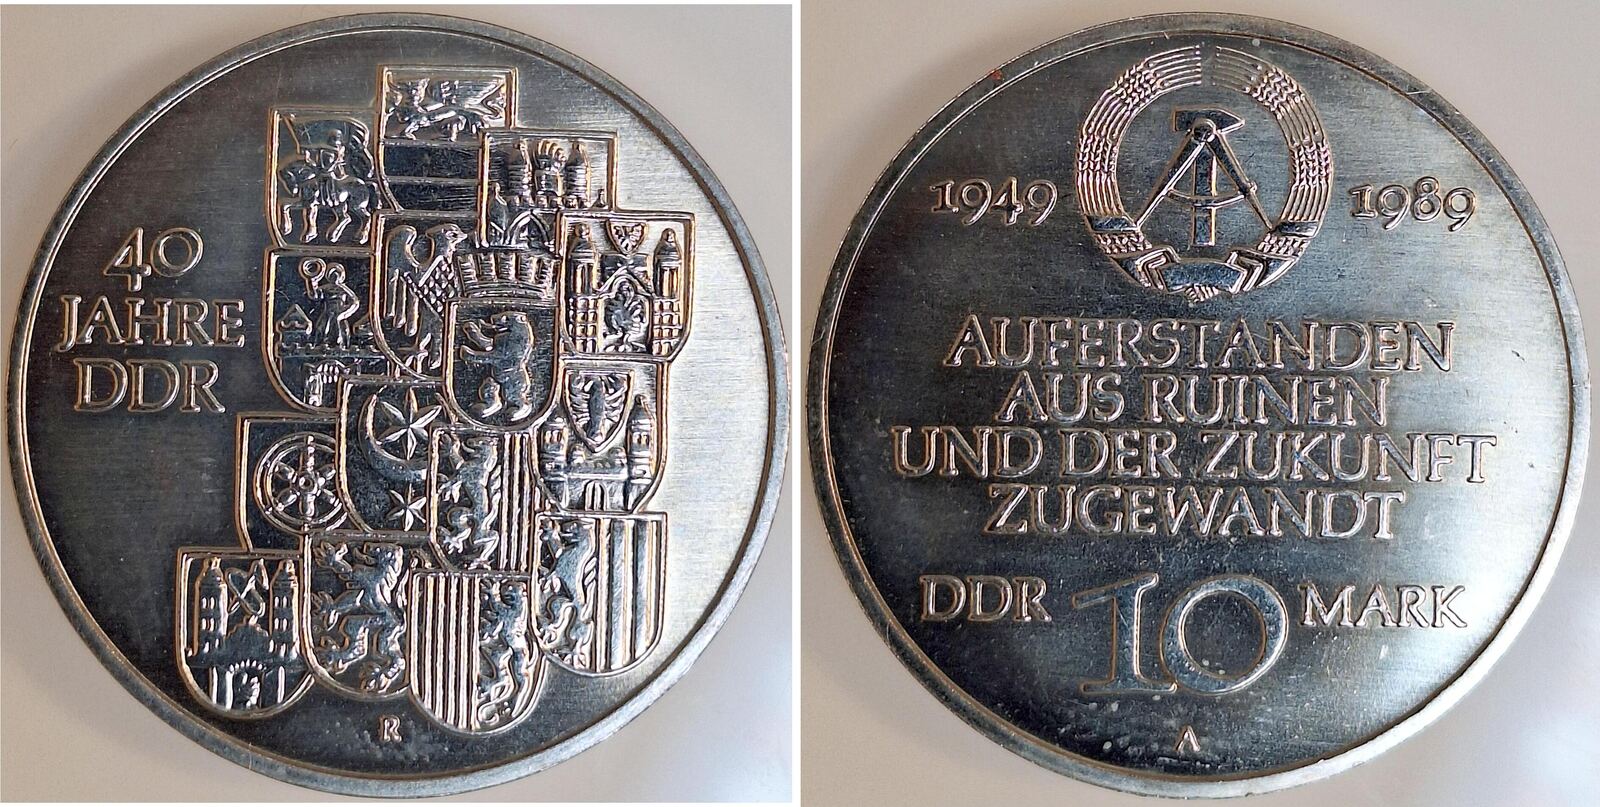 40
JAHRE
DDR
R
1949 1989
AUFERSTANDEN
AUS RUINEN
UND DER ZUKUNFT
ZUGEWANDT
DDR 10 MARK
A